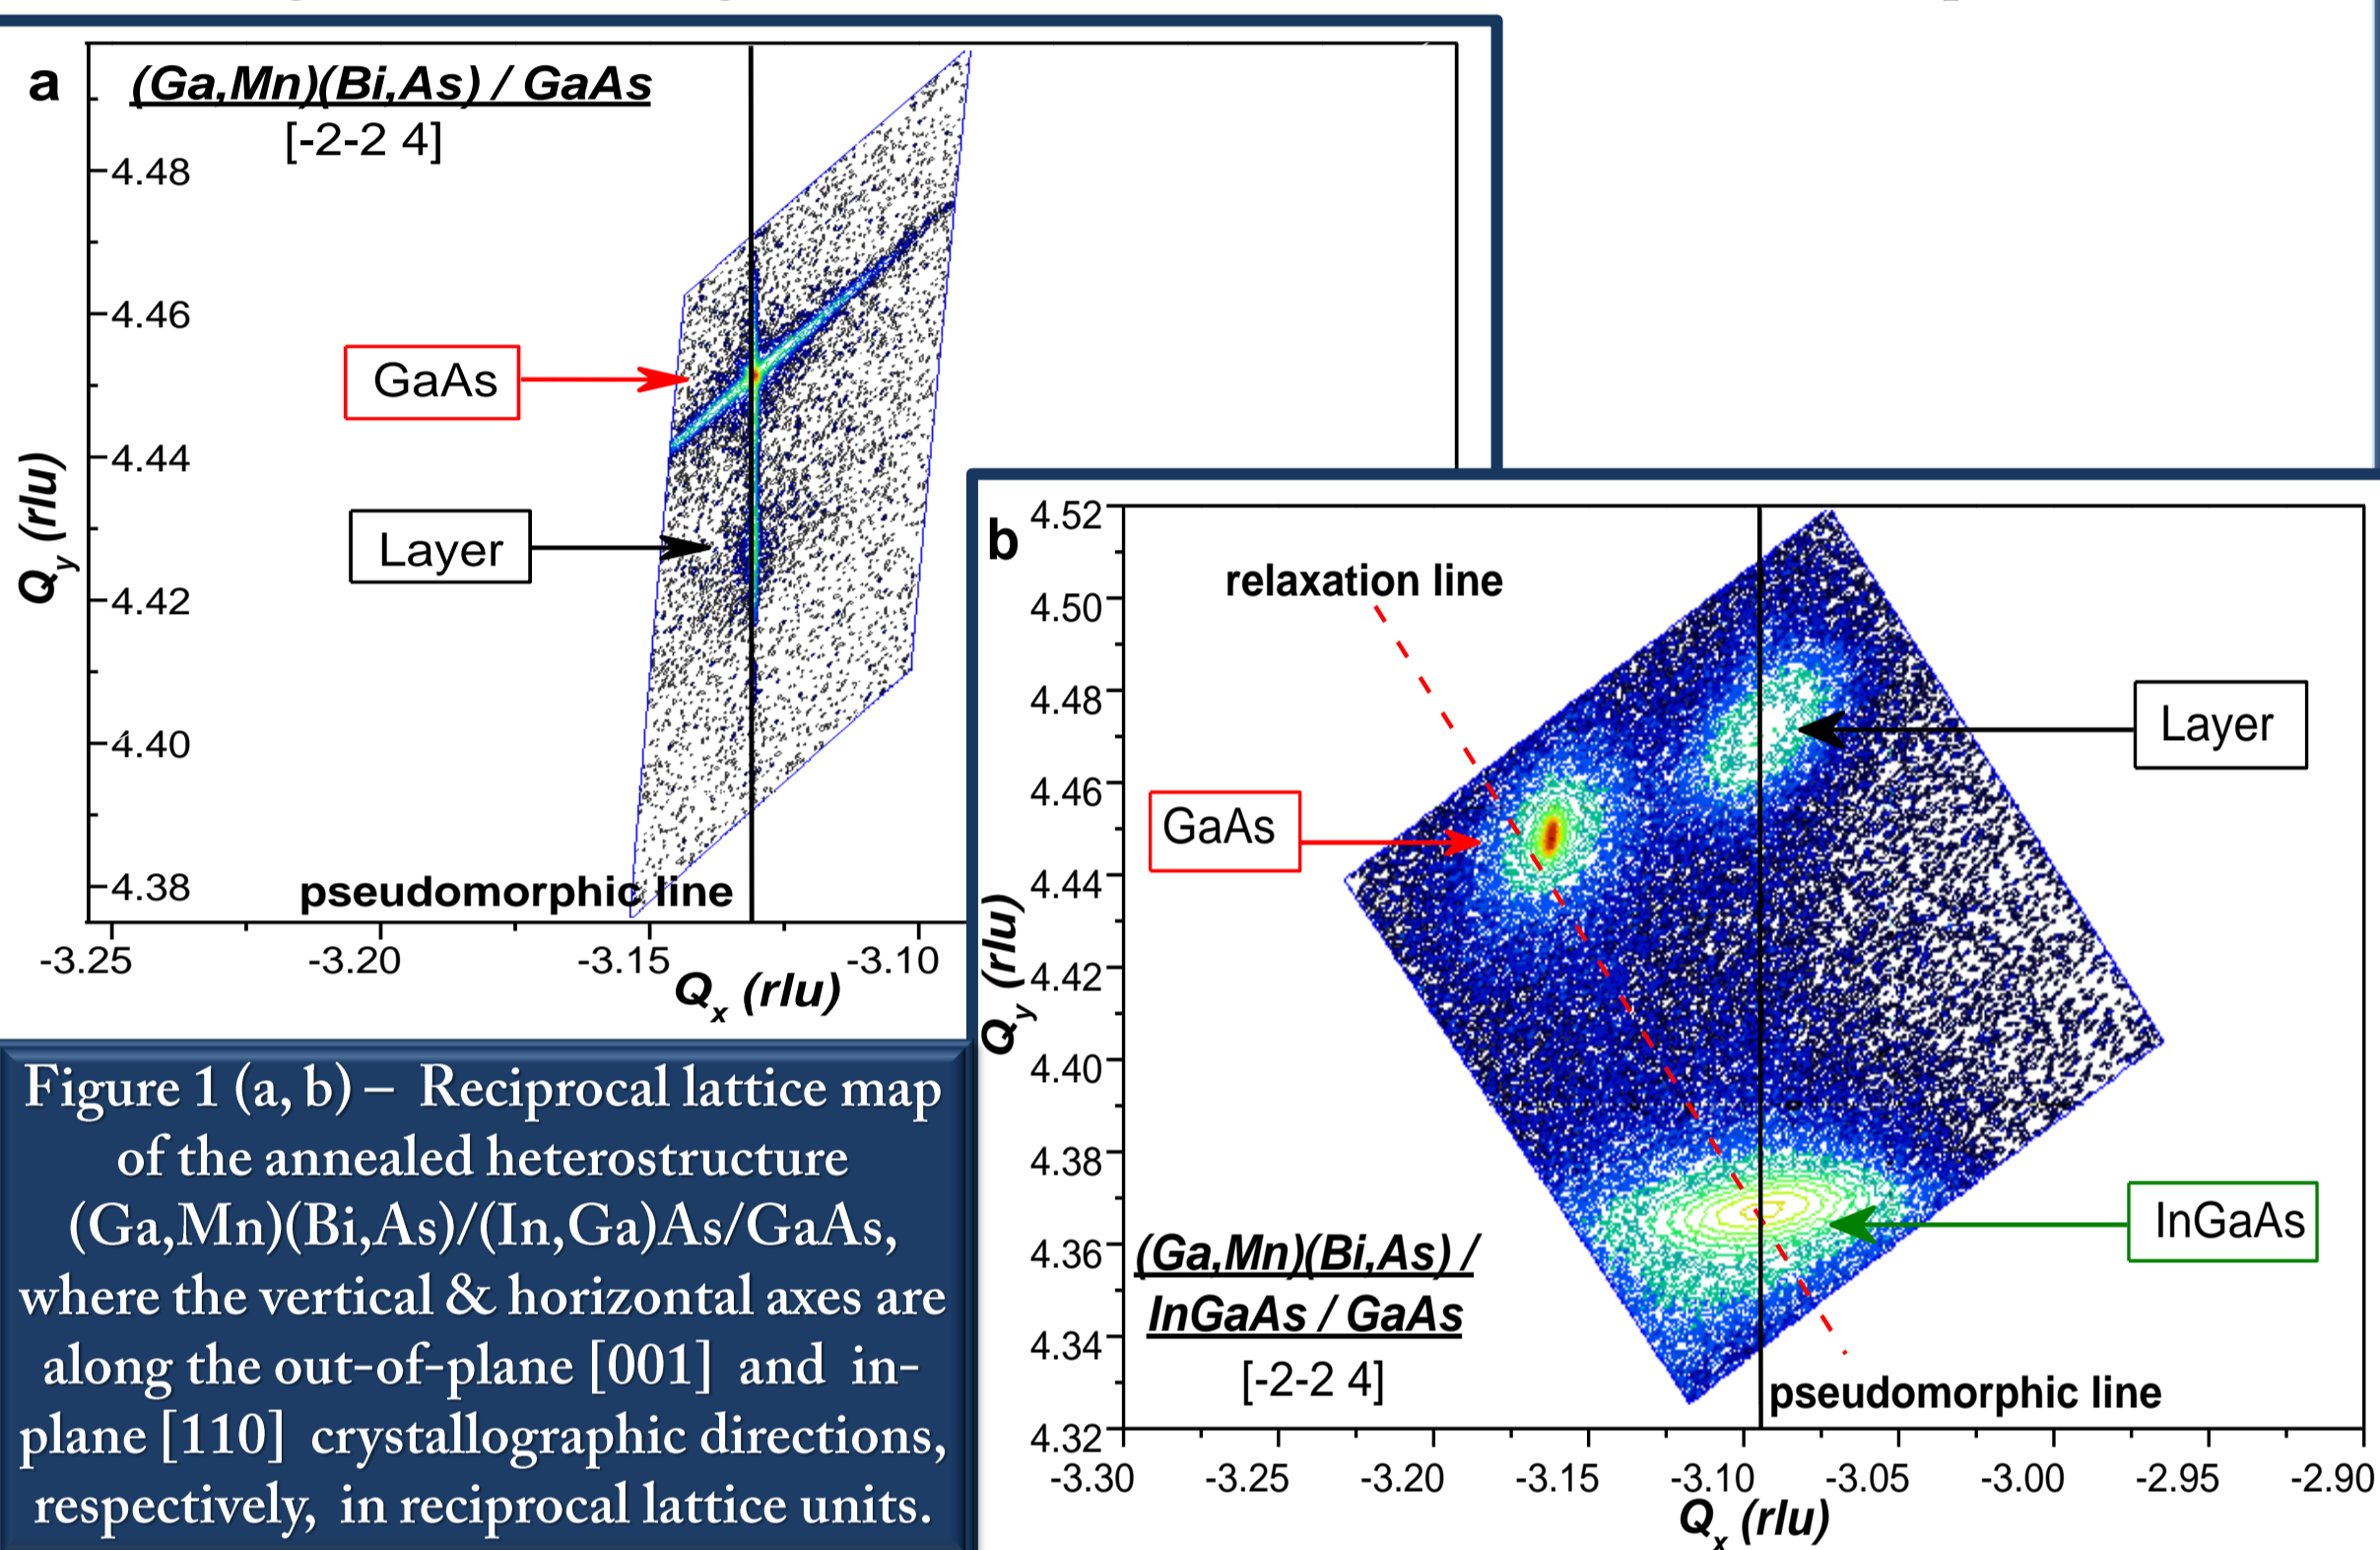 a
(Ga,Mn)(Bi,As) / GaAs
[-2-2 4]
4.48
4.46
4.44
4.42
4.40
4.38
GaAs
Layer
Qy (rlu)
pseudomorphic line
-3.25
-3.20
-3.15
-3.10
Qx (rlu)
b
4.52
4.50
4.48
4.46
4.44
4.42
4.40
4.38
4.36
4.34
4.32
Qy (rlu)
relaxation line
Layer
GaAs
InGaAs
(Ga,Mn)(Bi,As) /
InGaAs / GaAs
[-2-2 4]
pseudomorphic line
-3.30
-3.25
-3.20
-3.15
-3.10
-3.05
-3.00
-2.95
-2.90
Qx (rlu)
Figure 1 (a, b) – Reciprocal lattice map
of the annealed heterostructure
(Ga,Mn)(Bi,As)/(In,Ga)As/GaAs,
where the vertical & horizontal axes are
along the out-of-plane [001] and in-
plane [110] crystallographic directions,
respectively, in reciprocal lattice units.